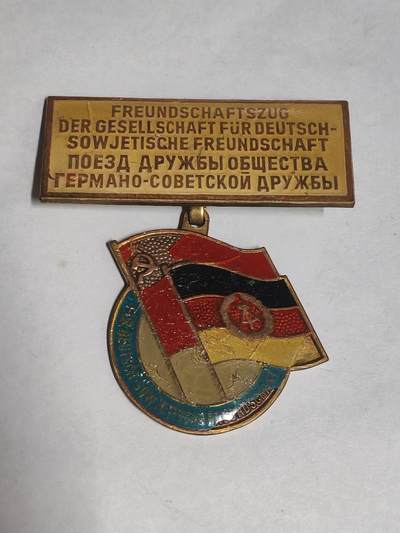 FREUNDSCHAFTSZUG
DER GESELLSCHAFT FÜR DEUTSCH-
SOWJETISCHE FREUNDSCHAFT
ПОЕЗД ДРУЖБЫ ОБЩЕСТВА
ГЕРМАНО-СОВЕТСКОЙ ДРУЖБЫ